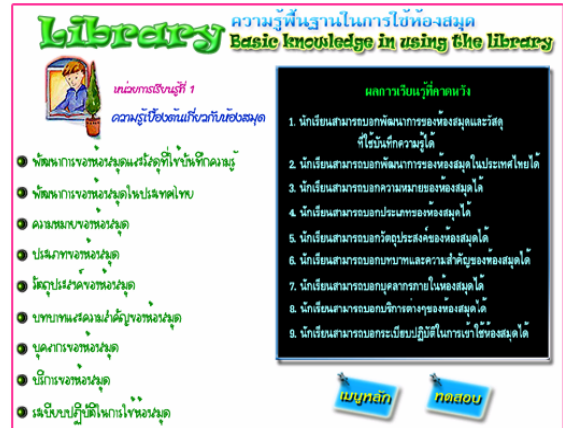 Library
ความรู้พื้นฐานในการใช้ห้องสมุด
Basic knowledge in using the library
หน่วยการเรียนรู้ที่ 1
ความรู้เบื้องต้นเกี่ยวกับห้องสมุด
พัฒนาการของห้องสมุดและวัสดุที่ใช้บันทึกความรู้
พัฒนาการของห้องสมุดในประเทศไทย
ความหมายของห้องสมุด
ประเภทของห้องสมุด
วัตถุประสงค์ของห้องสมุด
บทบาทและความสำคัญของห้องสมุด
บุคลากรของห้องสมุด
บริการของห้องสมุด
ระเบียบปฏิบัติในการใช้ห้องสมุด
ผลการเรียนรู้ที่คาดหวัง
1. นักเรียนสามารถบอกพัฒนาการของห้องสมุดและวัสดุ
ที่ใช้บันทึกความรู้ได้
2. นักเรียนสามารถบอกพัฒนาการของห้องสมุดในประเทศไทยได้
3. นักเรียนสามารถบอกความหมายของห้องสมุดได้
4. นักเรียนสามารถบอกประเภทของห้องสมุดได้
5. นักเรียนสามารถบอกวัตถุประสงค์ของห้องสมุดได้
6. นักเรียนสามารถบอกบทบาทและความสำคัญของห้องสมุดได้
7. นักเรียนสามารถบอกบุคลากรภายในห้องสมุดได้
8. นักเรียนสามารถบอกบริการต่างๆของห้องสมุดได้
9. นักเรียนสามารถบอกระเบียบปฏิบัติในการเข้าใช้ห้องสมุดได้
เมนูหลัก
ทดสอบ